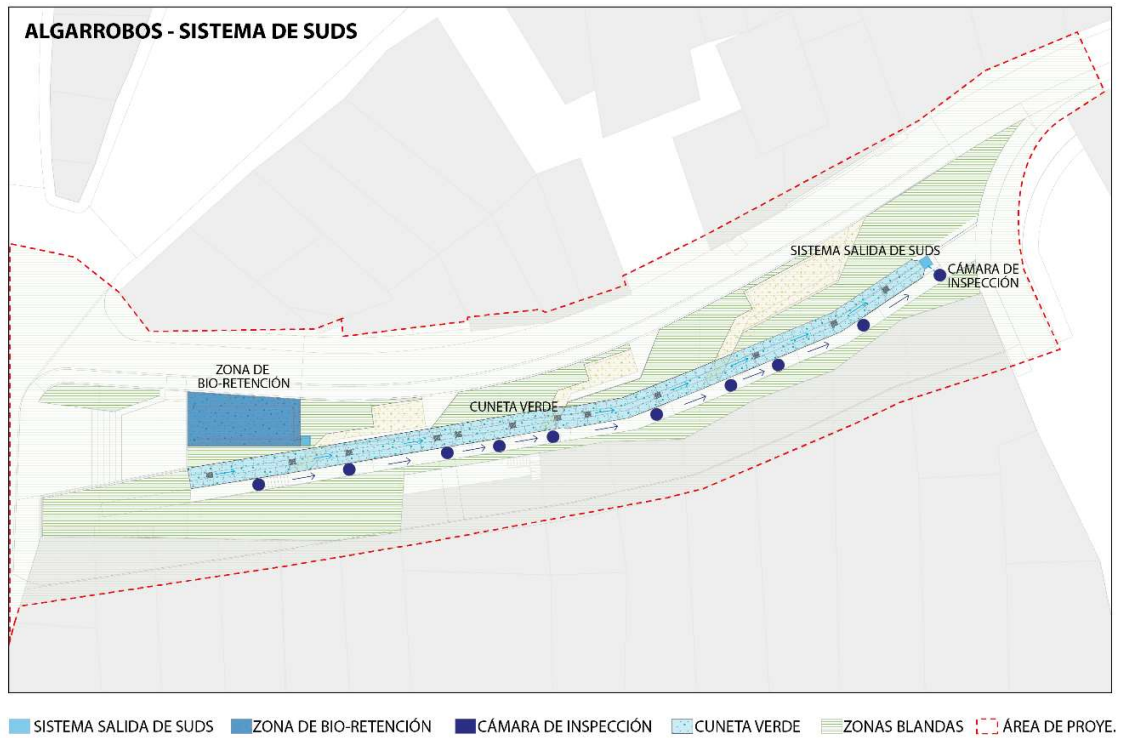 ALGARROBOS - SISTEMA DE SUDS
SISTEMA SALIDA DE SUDS
CÁMARA DE
INSPECCIÓN
ZONA DE
BIO-RETENCIÓN
CUNETA VERDE
SISTEMA SALIDA DE SUDS ZONA DE BIO-RETENCIÓN CÁMARA DE INSPECCIÓN CUNETA VERDE ZONAS BLANDAS ÁREA DE PROYE.